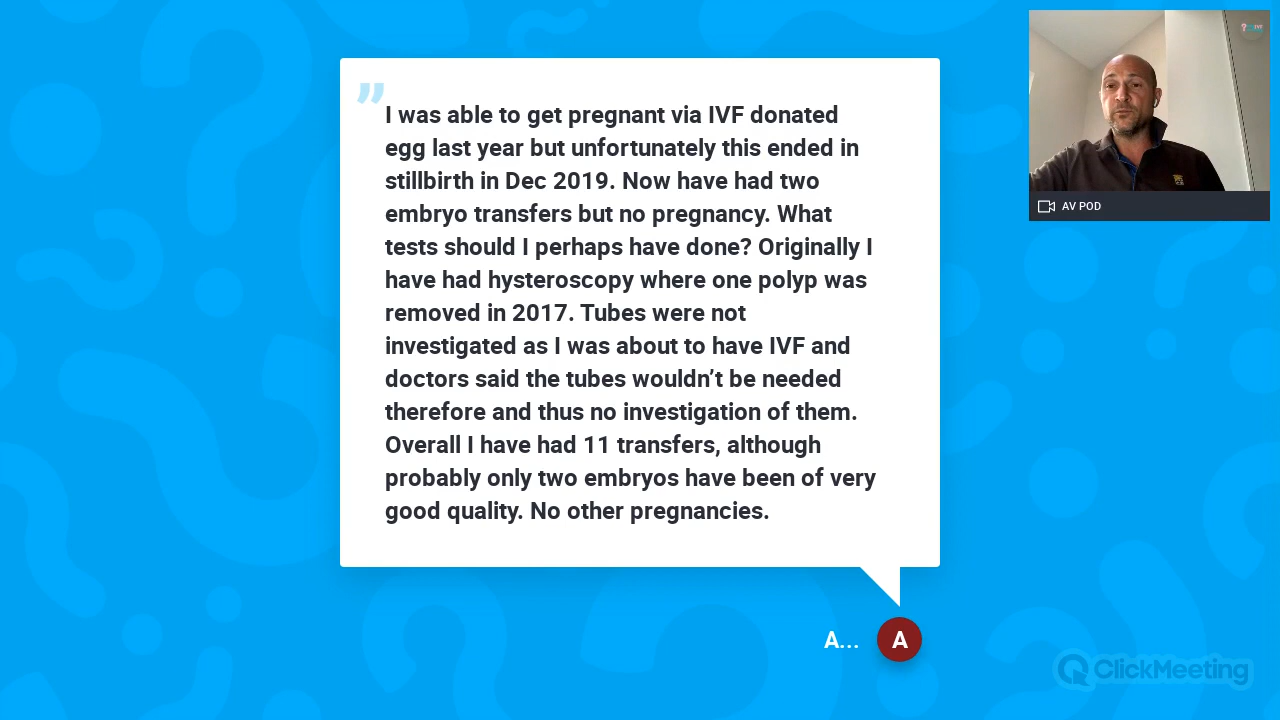 ”
I was able to get pregnant via IVF donated
egg last year but unfortunately this ended in
stillbirth in Dec 2019. Now have had two
embryo transfers but no pregnancy. What
tests should I perhaps have done? Originally I
have had hysteroscopy where one polyp was
removed in 2017. Tubes were not
investigated as I was about to have IVF and
doctors said the tubes wouldn’t be needed
therefore and thus no investigation of them.
Overall I have had 11 transfers, although
probably only two embryos have been of very
good quality. No other pregnancies.
A...
A
AV POD
ClickMeeting